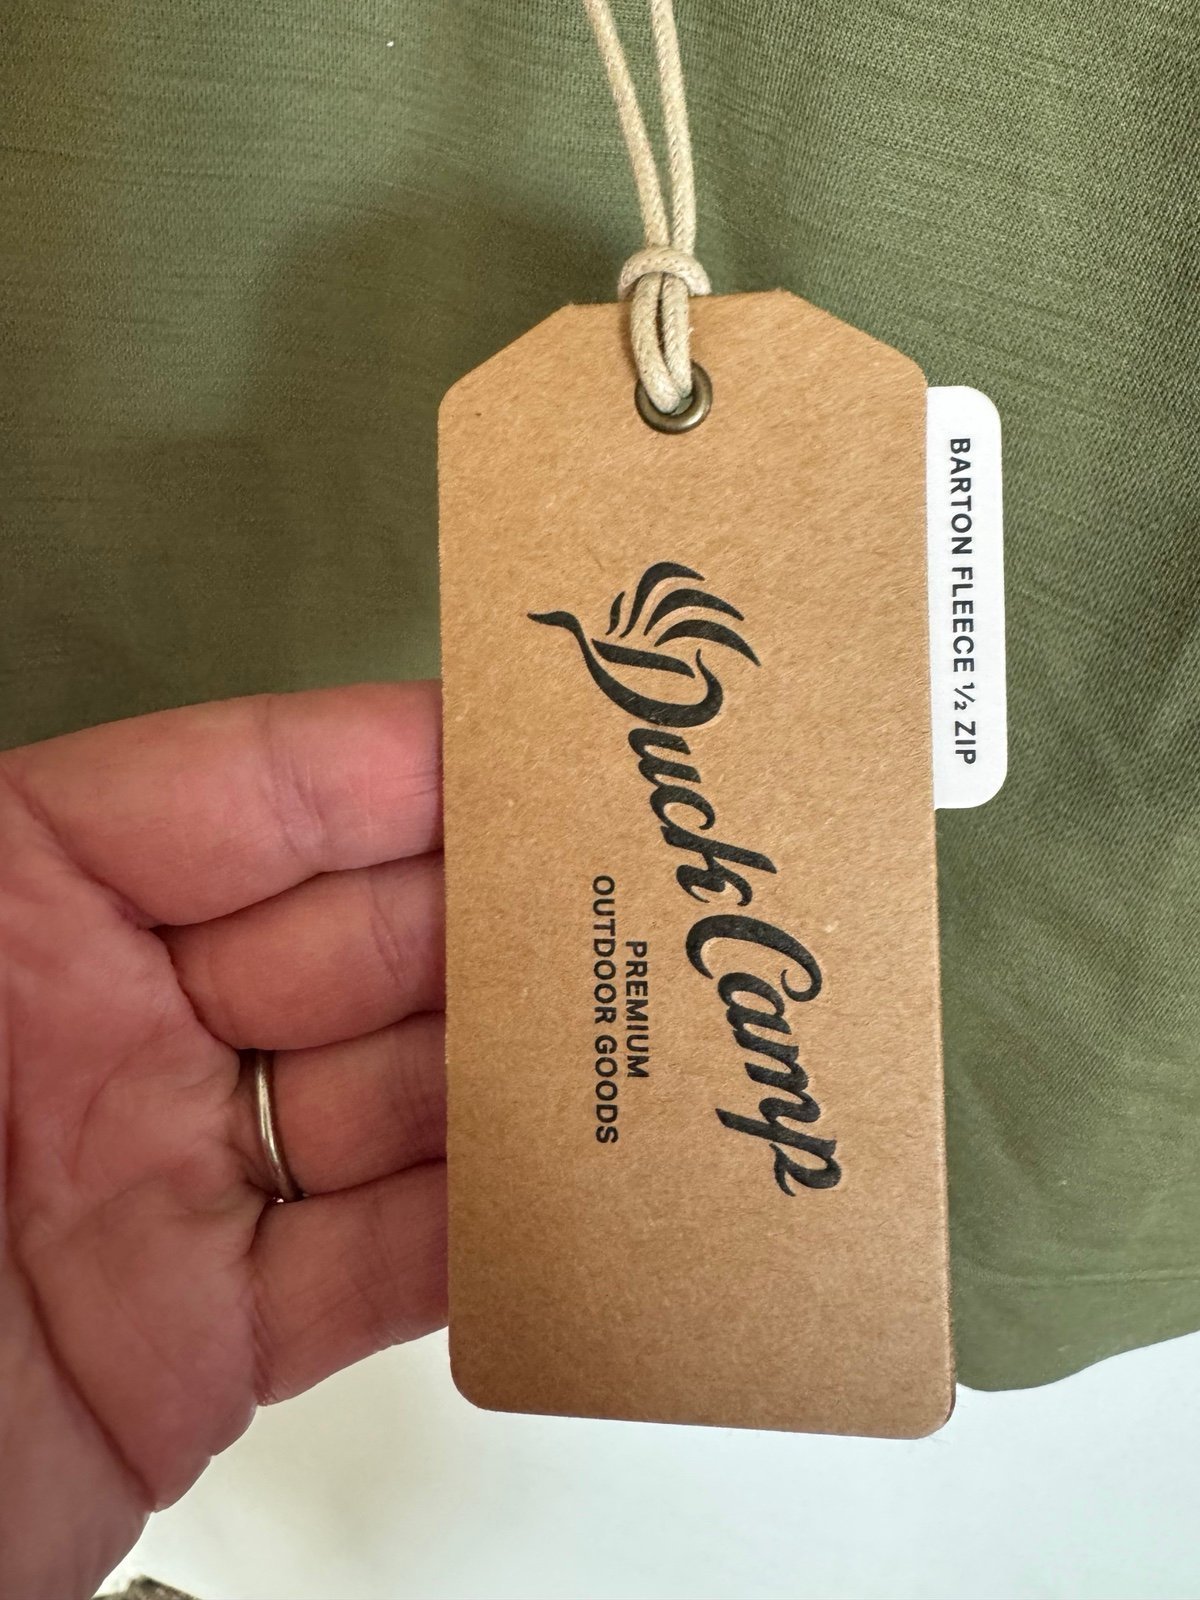 Duck Camp
PREMIUM
OUTDOOR GOODS
BARTON FLEECE ½ ZIP